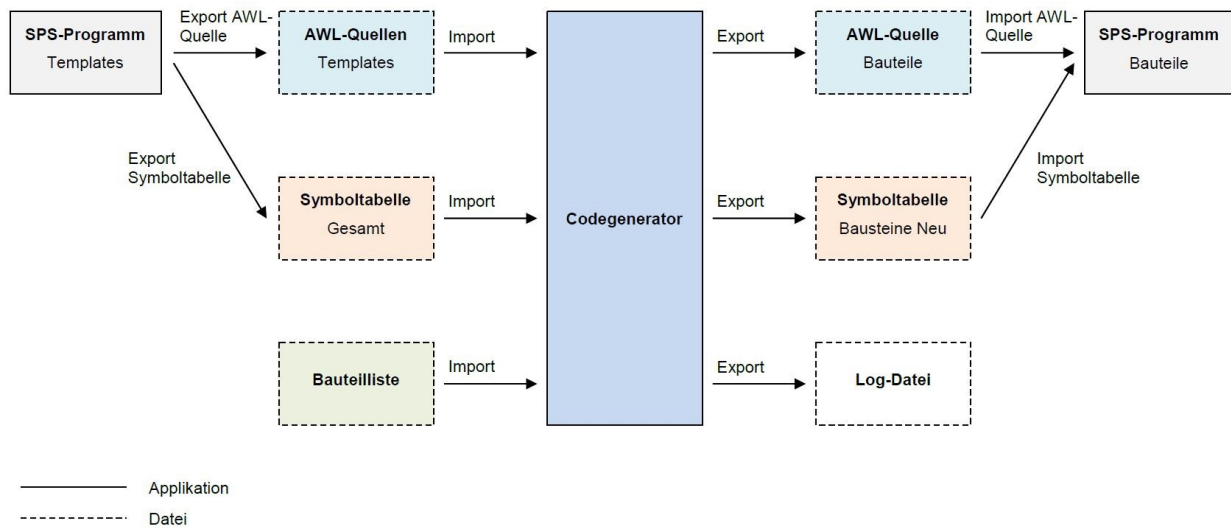 Export AWL-
Quelle
Import AWL-
Quelle
SPS-Programm
Templates
AWL-Quellen
Templates
Import
Export
AWL-Quelle
Bauteile
SPS-Programm
Bauteile
Export
Symboltabelle
Import
Symboltabelle
Symboltabelle
Gesamt
Import
Codegenerator
Export
Symboltabelle
Bausteine Neu
Bauteilliste
Import
Export
Log-Datei
Applikation
Datei